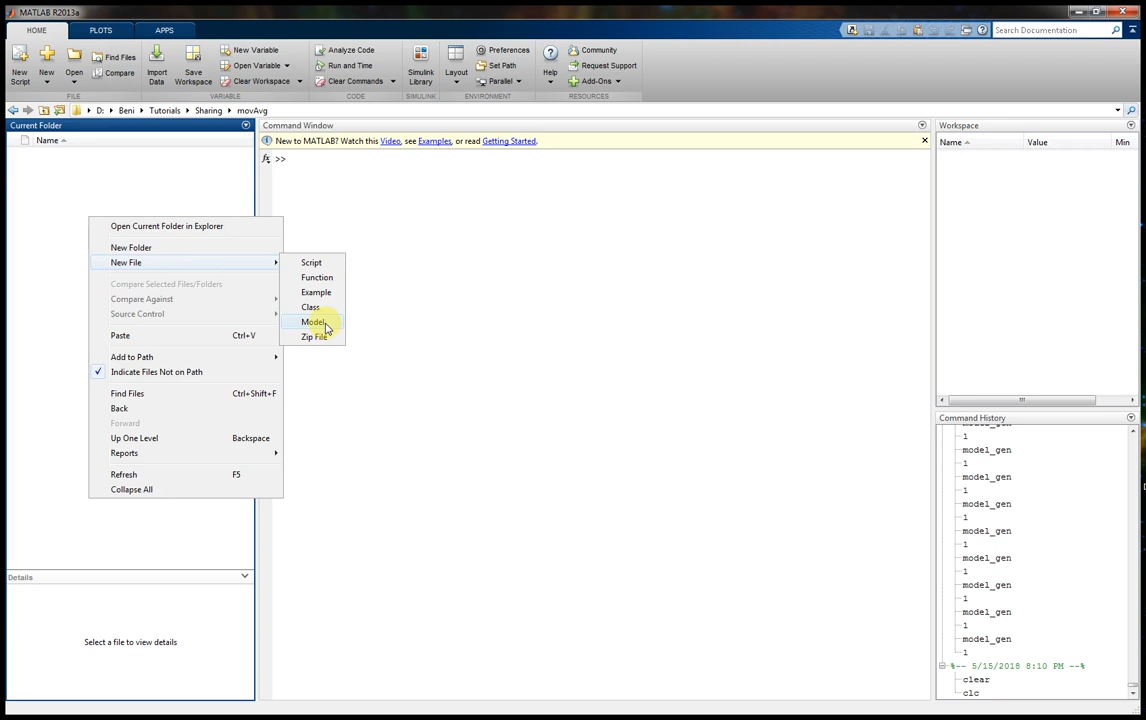 MATLAB R2013a
HOME PLOTS APPS
Search Documentation
New Script
New
Open
Find Files
Compare
Import Data
Save Workspace
New Variable
Open Variable
Clear Workspace
Analyze Code
Run and Time
Clear Commands
Simulink Library
Layout
Preferences
Set Path
Parallel
Help
Community
Request Support
Add-Ons
FILE VARIABLE CODE SIMULINK ENVIRONMENT RESOURCES
D: Beni Tutorials Sharing movAvg
Current Folder
Name
Open Current Folder in Explorer
New Folder
New File
Compare Selected Files/Folders
Compare Against
Source Control
Paste Ctrl+V
Add to Path
Indicate Files Not on Path
Find Files Ctrl+Shift+F
Back
Forward
Up One Level Backspace
Reports
Refresh F5
Collapse All
Script
Function
Example
Class
Model
Zip File
Details
Select a file to view details
Command Window
New to MATLAB? Watch this Video, see Examples, or read Getting Started.
fx >>
Workspace
Name Value Min
Command History
model_gen
1
model_gen
1
model_gen
1
model_gen
1
model_gen
1
model_gen
1
model_gen
1
model_gen
1
model_gen
1
%-- 5/15/2018 8:10 PM --%
clear
clc